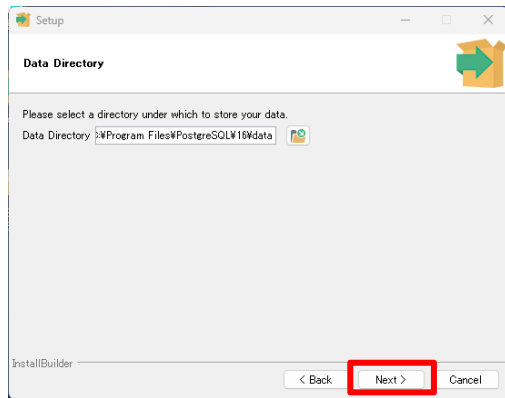 Setup
Data Directory
Please select a directory under which to store your data.
Data Directory :¥Program Files¥PostgreSQL¥16¥data
InstallBuilder
< Back Next > Cancel